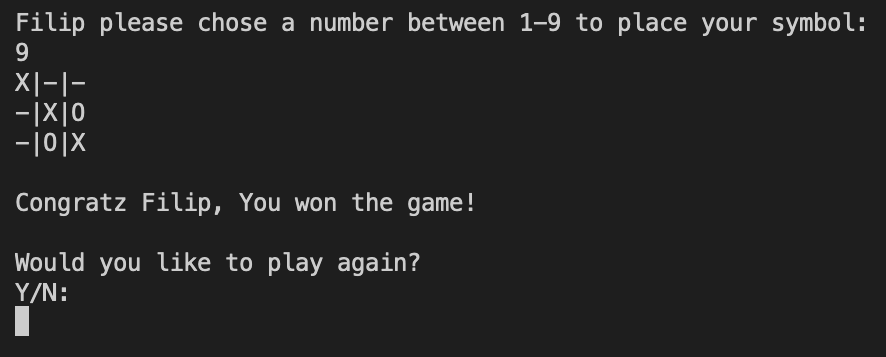 Filip please chose a number between 1-9 to place your symbol:
9
X|-|-
-|X|O
-|O|X
Congratz Filip, You won the game!
Would you like to play again?
Y/N: